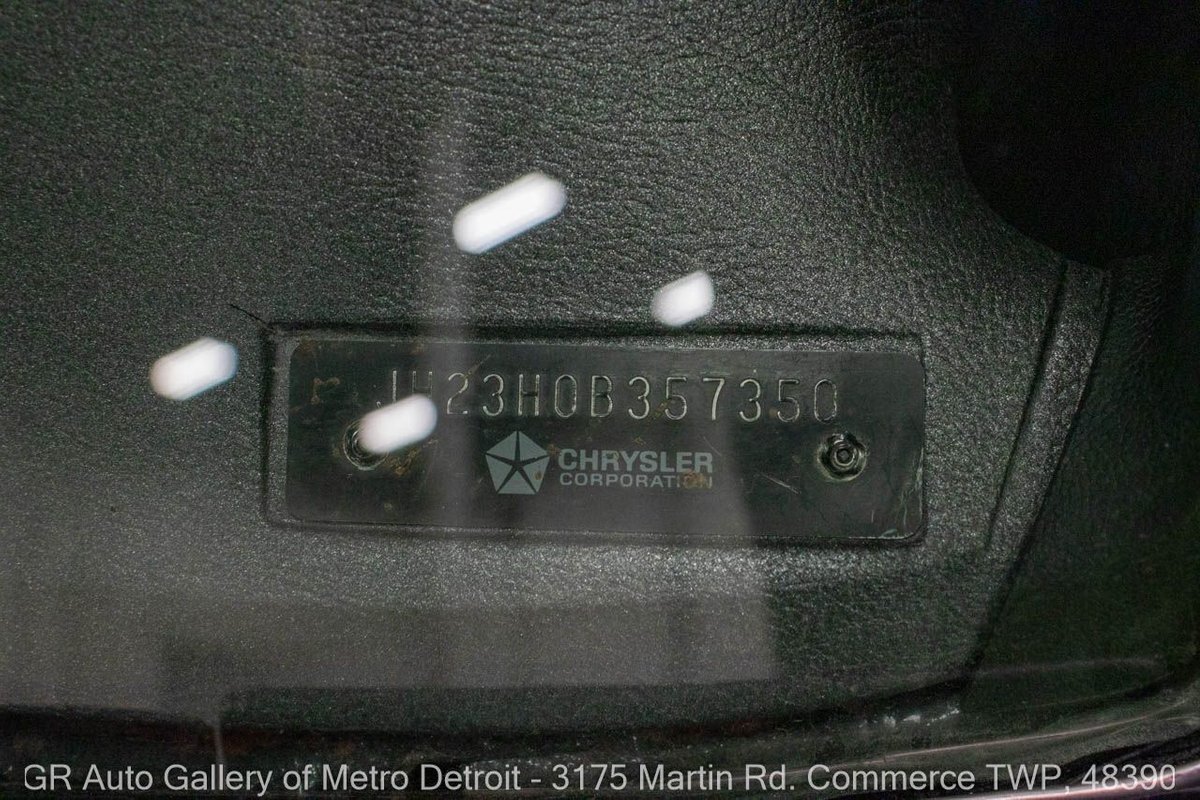 JH23H0B357350
CHRYSLER
CORPORATION
GR Auto Gallery of Metro Detroit - 3175 Martin Rd. Commerce TWP, 48390